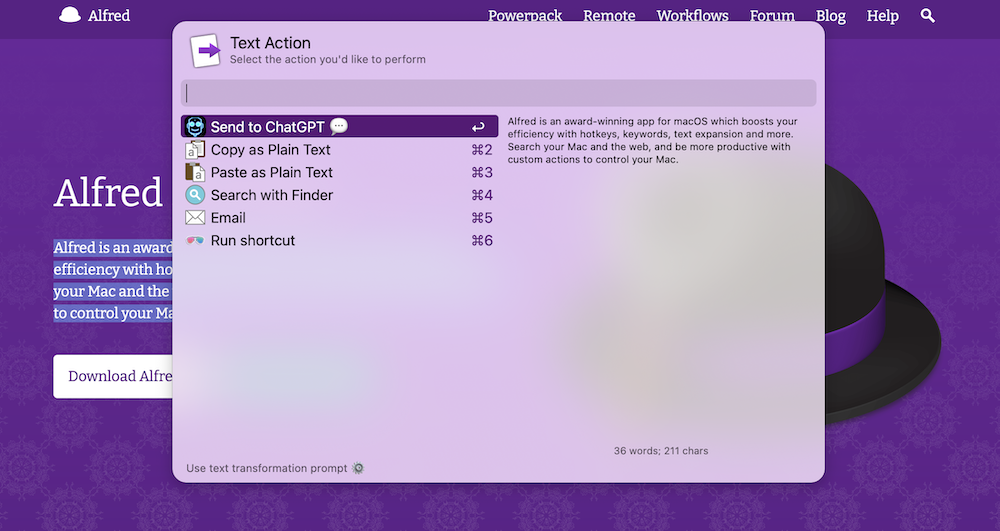 Alfred
Powerpack Remote Workflows Forum Blog Help
Text Action
Select the action you'd like to perform
Send to ChatGPT 💬 ↩
Copy as Plain Text ⌘2
Paste as Plain Text ⌘3
Search with Finder ⌘4
Email ⌘5
Run shortcut ⌘6
Alfred is an award-winning app for macOS which boosts your
efficiency with hotkeys, keywords, text expansion and more.
Search your Mac and the web, and be more productive with
custom actions to control your Mac.
36 words; 211 chars
Use text transformation prompt
Alfred
Alfred is an award
efficiency with ho
your Mac and the
to control your Ma
Download Alfre